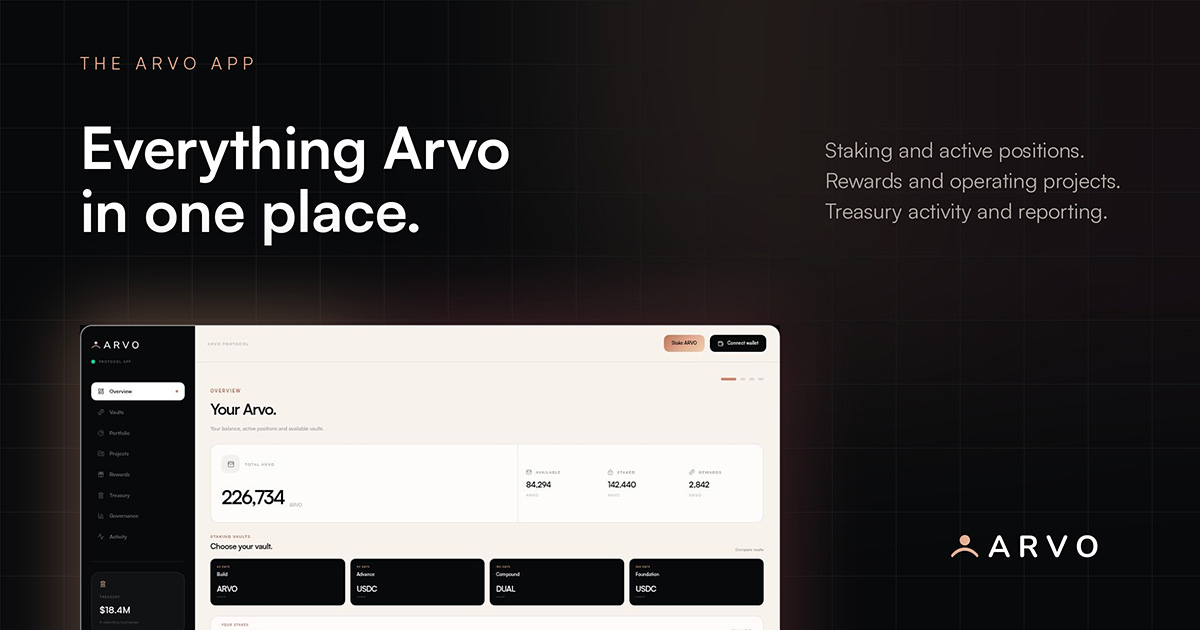 THE ARVO APP
Everything Arvo
in one place.
Staking and active positions.
Rewards and operating projects.
Treasury activity and reporting.
ARVO
PROTOCOL APP
Overview
Vaults
Portfolio
Projects
Rewards
Treasury
Governance
Activity
TREASURY
$18.4M
ARVO PROTOCOL
Stake ARVO
Connect wallet
OVERVIEW
Your Arvo.
Your balance, active positions and available vaults.
TOTAL ARVO
226,734 ARVO
AVAILABLE
84,294
ARVO
STAKED
142,440
ARVO
REWARDS
2,842
ARVO
STAKING VAULTS
Choose your vault.
Compare vaults
Build
ARVO
Advance
USDC
Compound
DUAL
Foundation
USDC
YOUR STAKES
ARVO